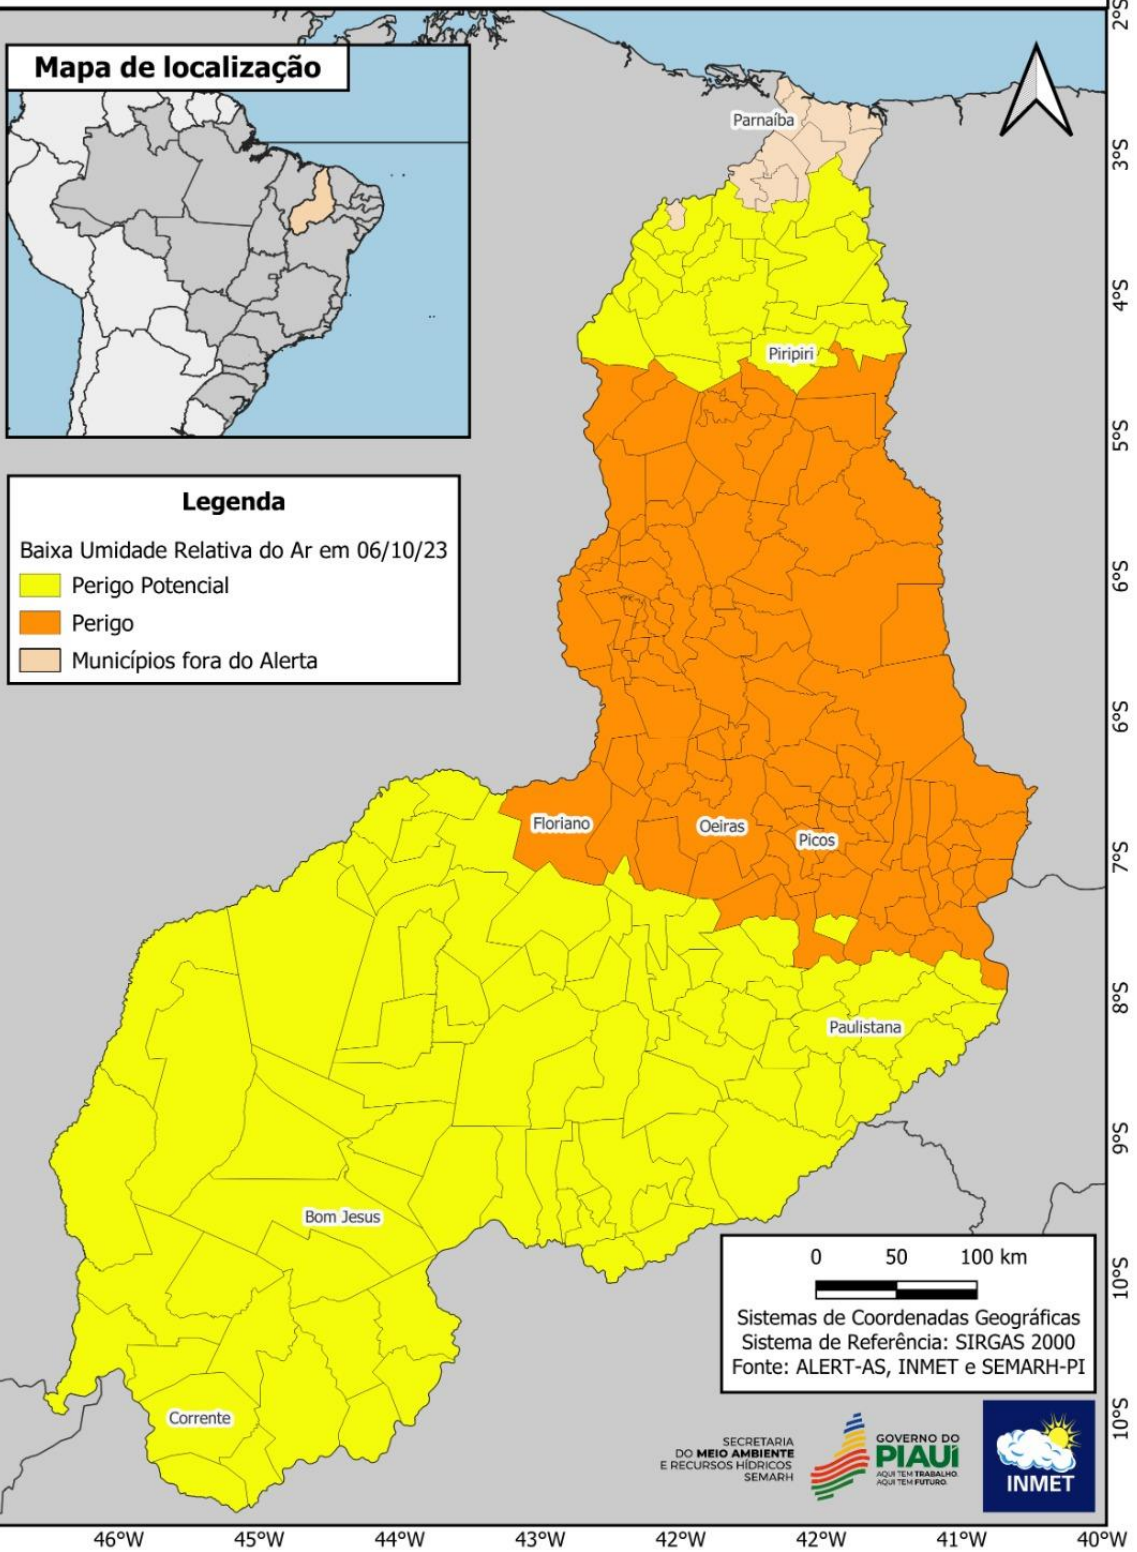 Mapa de localização
Parnaíba
Piripiri
Legenda
Baixa Umidade Relativa do Ar em 06/10/23
Perigo Potencial
Perigo
Municípios fora do Alerta
Floriano
Oeiras
Picos
Paulistana
Bom Jesus
Corrente
0 50 100 km
Sistemas de Coordenadas Geográficas
Sistema de Referência: SIRGAS 2000
Fonte: ALERT-AS, INMET e SEMARH-PI
SECRETARIA
DO MEIO AMBIENTE
E RECURSOS HÍDRICOS
SEMARH
GOVERNO DO
PIAUÍ
AQUI TEM TRABALHO.
AQUI TEM FUTURO.
INMET
2°S
3°S
4°S
5°S
6°S
6°S
7°S
8°S
9°S
10°S
10°S
46°W 45°W 44°W 43°W 42°W 42°W 41°W 40°W